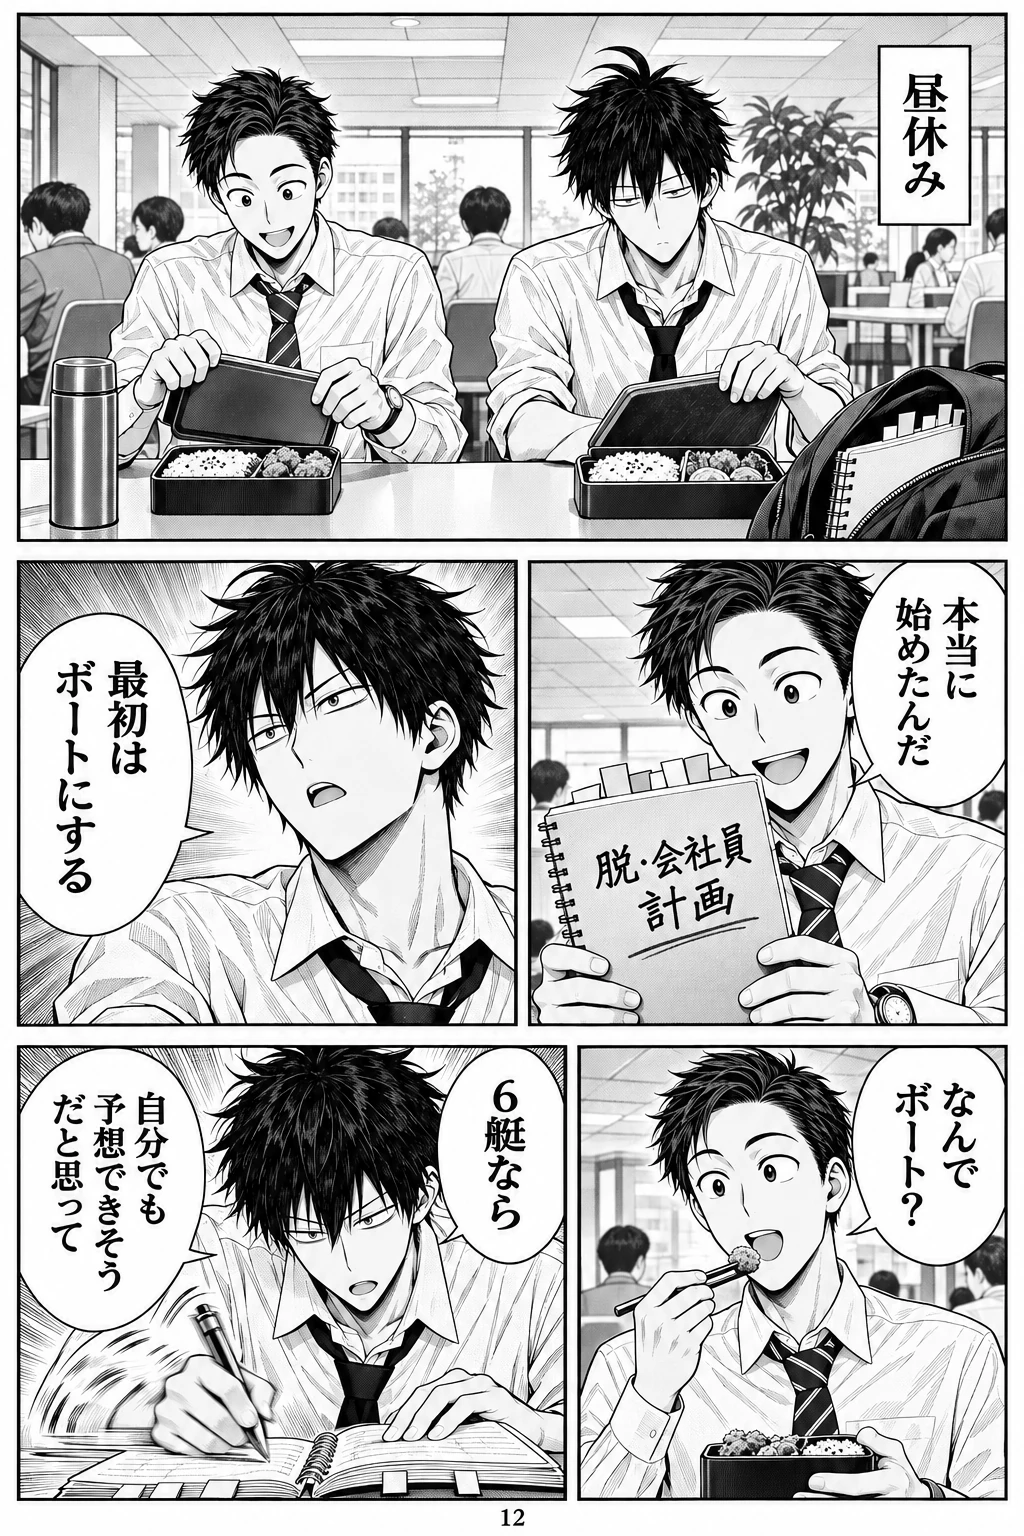 昼休み
本当に
始めたんだ
脱・会社員
計画
最初は
ボートにする
なんで
ボート？
6艇なら
自分でも
予想できそう
だと思って
12